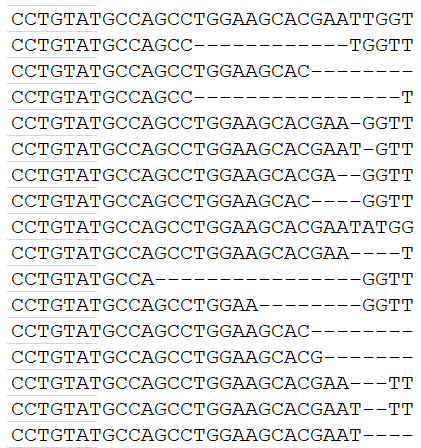 CCTGTATGCCAGCCTGGAAGCACGAATTGGT
CCTGTATGCCAGCC------------TGGTT
CCTGTATGCCAGCCTGGAAGCAC--------
CCTGTATGCCAGCC----------------T
CCTGTATGCCAGCCTGGAAGCACGAA-GGTT
CCTGTATGCCAGCCTGGAAGCACGAAT-GTT
CCTGTATGCCAGCCTGGAAGCACGA--GGTT
CCTGTATGCCAGCCTGGAAGCAC----GGTT
CCTGTATGCCAGCCTGGAAGCACGAATATGG
CCTGTATGCCAGCCTGGAAGCACGAA----T
CCTGTATGCCA----------------GGTT
CCTGTATGCCAGCCTGGAA--------GGTT
CCTGTATGCCAGCCTGGAAGCAC--------
CCTGTATGCCAGCCTGGAAGCACG-------
CCTGTATGCCAGCCTGGAAGCACGAA---TT
CCTGTATGCCAGCCTGGAAGCACGAAT--TT
CCTGTATGCCAGCCTGGAAGCACGAAT----